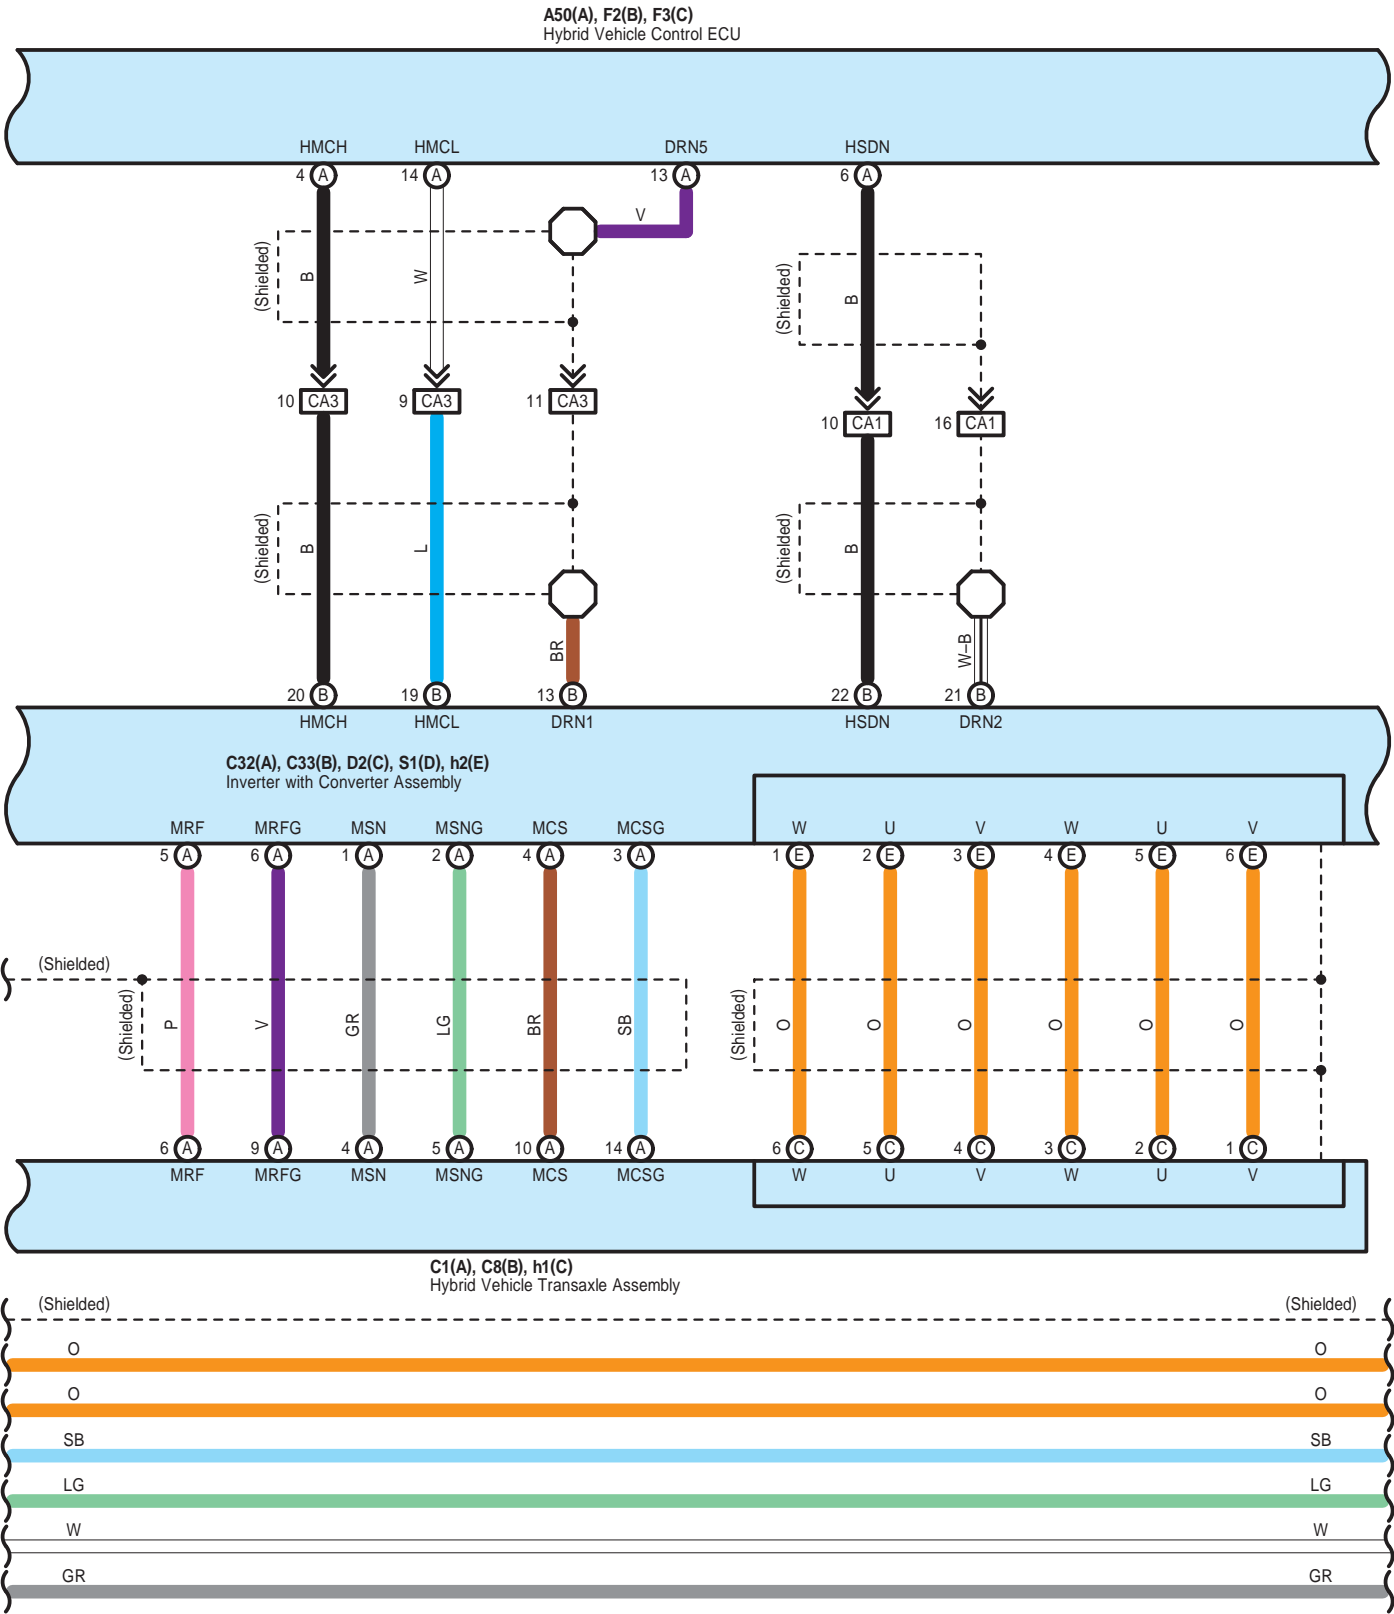 A50(A), F2(B), F3(C)
Hybrid Vehicle Control ECU
HMCH HMCL DRN5 HSDN
4 A 14 A 13 A 6 A
V
(Shielded) B W (Shielded) B
10 CA3 9 CA3 11 CA3 10 CA1 16 CA1
(Shielded) B L (Shielded) B
BR W–B
20 B 19 B 13 B 22 B 21 B
HMCH HMCL DRN1 HSDN DRN2
C32(A), C33(B), D2(C), S1(D), h2(E)
Inverter with Converter Assembly
MRF MRFG MSN MSNG MCS MCSG W U V W U V
5 A 6 A 1 A 2 A 4 A 3 A 1 E 2 E 3 E 4 E 5 E 6 E
(Shielded)
(Shielded) P V GR LG BR SB (Shielded) O O O O O O
6 A 9 A 4 A 5 A 10 A 14 A 6 C 5 C 4 C 3 C 2 C 1 C
MRF MRFG MSN MSNG MCS MCSG W U V W U V
C1(A), C8(B), h1(C)
Hybrid Vehicle Transaxle Assembly
(Shielded) (Shielded)
O O
O O
SB SB
LG LG
W W
GR GR